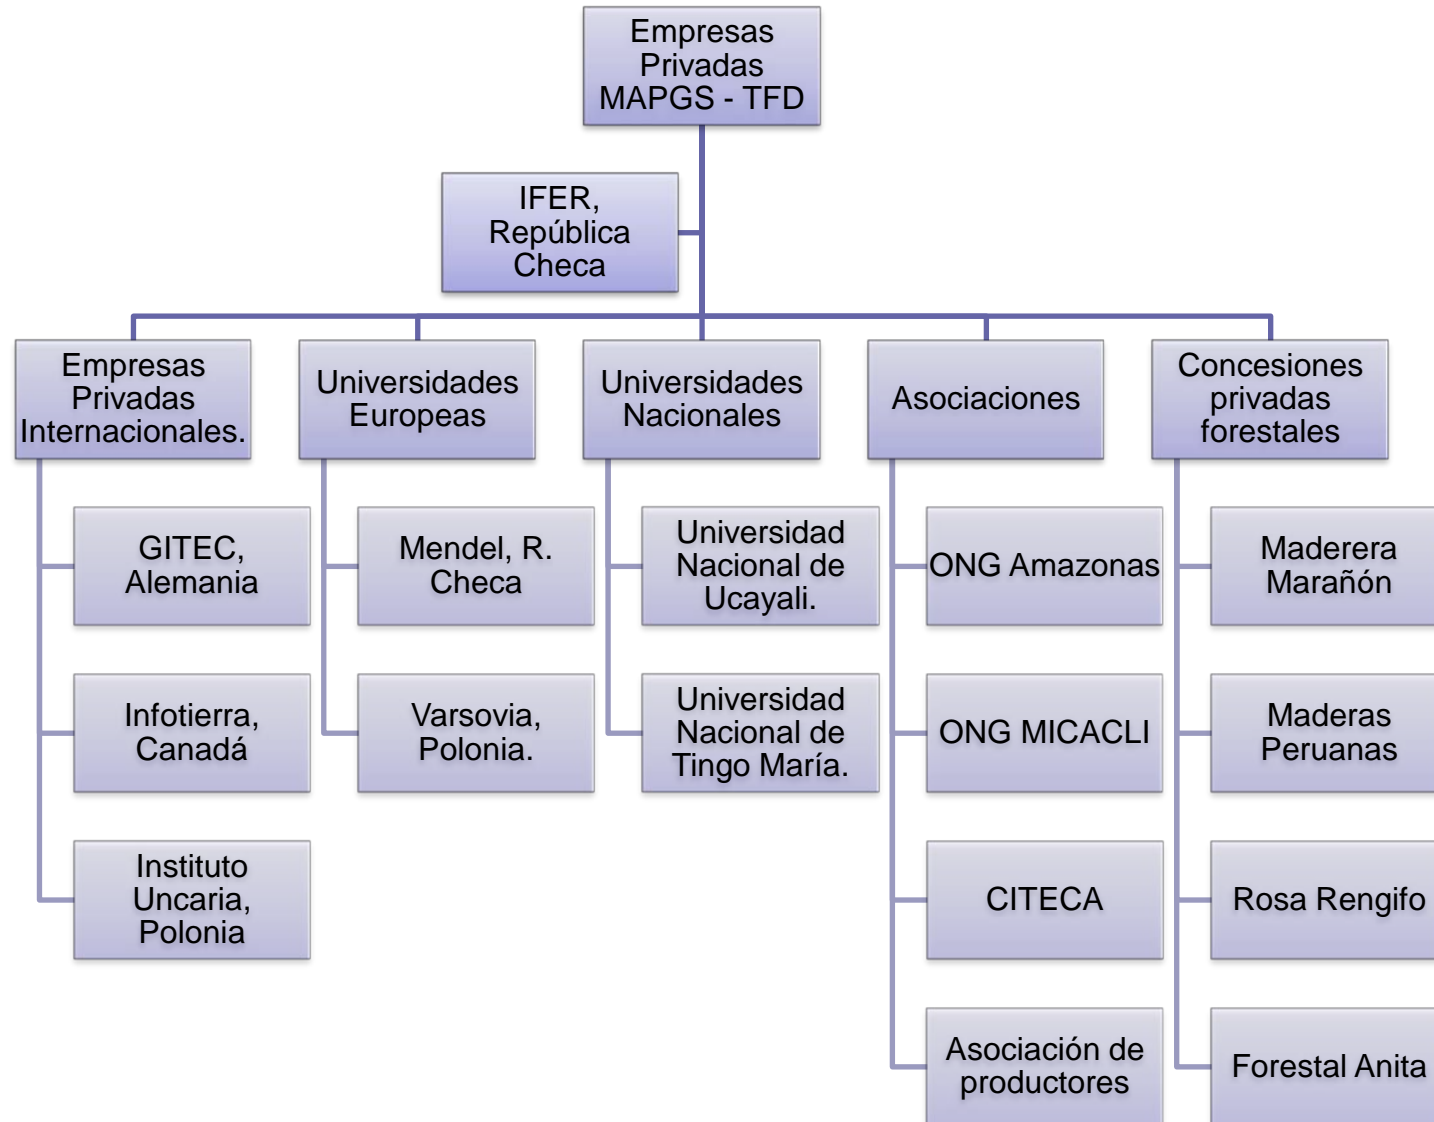 Empresas
Privadas
MAPGS - TFD
IFER,
República
Checa
Empresas
Privadas
Internacionales.
Universidades
Europeas
Universidades
Nacionales
Asociaciones
Concesiones
privadas
forestales
GITEC,
Alemania
Mendel, R.
Checa
Universidad
Nacional de
Ucayali.
ONG Amazonas
Maderera
Marañón
Infotierra,
Canadá
Varsovia,
Polonia.
Universidad
Nacional de
Tingo María.
ONG MICACLI
Maderas
Peruanas
Instituto
Uncaria,
Polonia
CITECA
Rosa Rengifo
Asociación de
productores
Forestal Anita